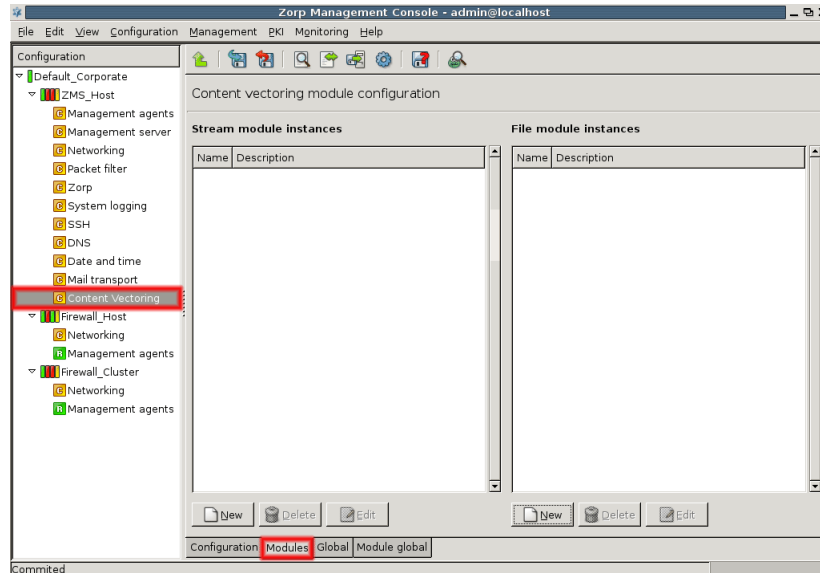 Zorp Management Console - admin@localhost
File Edit View Configuration Management PKI Monitoring Help
Configuration
Default_Corporate
ZMS_Host
Management agents
Management server
Networking
Packet filter
Zorp
System logging
SSH
DNS
Date and time
Mail transport
Content Vectoring
Firewall_Host
Networking
Management agents
Firewall_Cluster
Networking
Management agents
Content vectoring module configuration
Stream module instances
Name Description
New Delete Edit
File module instances
Name Description
New Delete Edit
Configuration Modules Global Module global
Commited